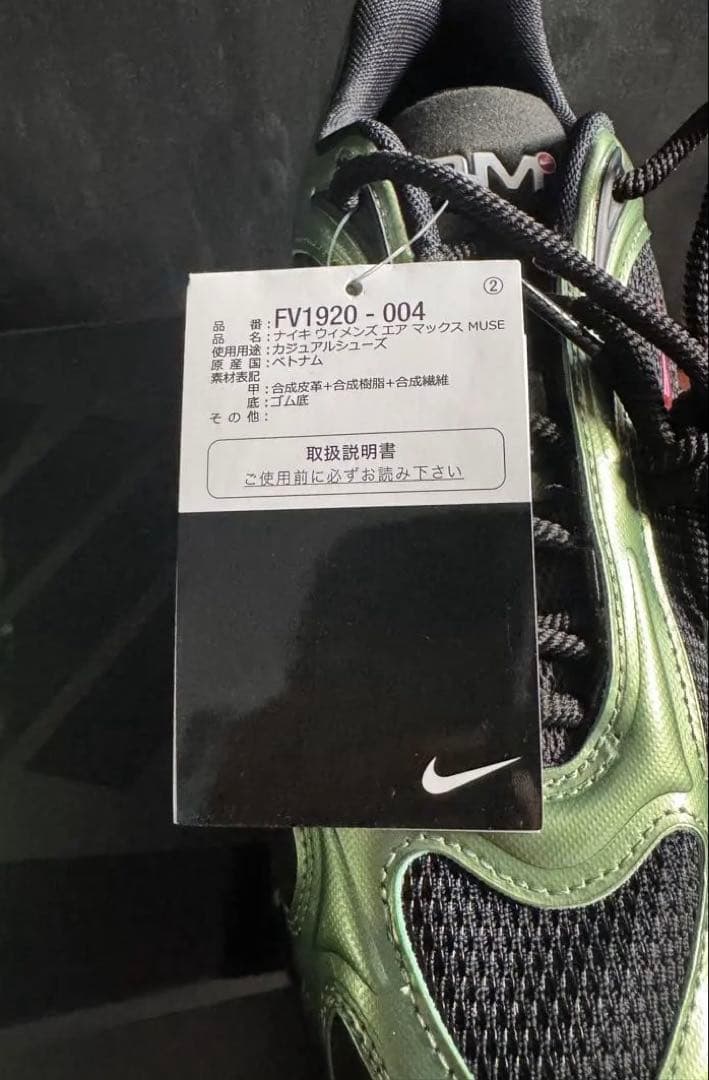 ②
品 番：FV1920 - 004
品 名：ナイキ ウィメンズ エア マックス MUSE
使用用途：カジュアルシューズ
原 産 国：ベトナム
素材表記
甲：合成皮革+合成樹脂+合成繊維
底：ゴム底
そ の 他：
取扱説明書
ご使用前に必ずお読み下さい